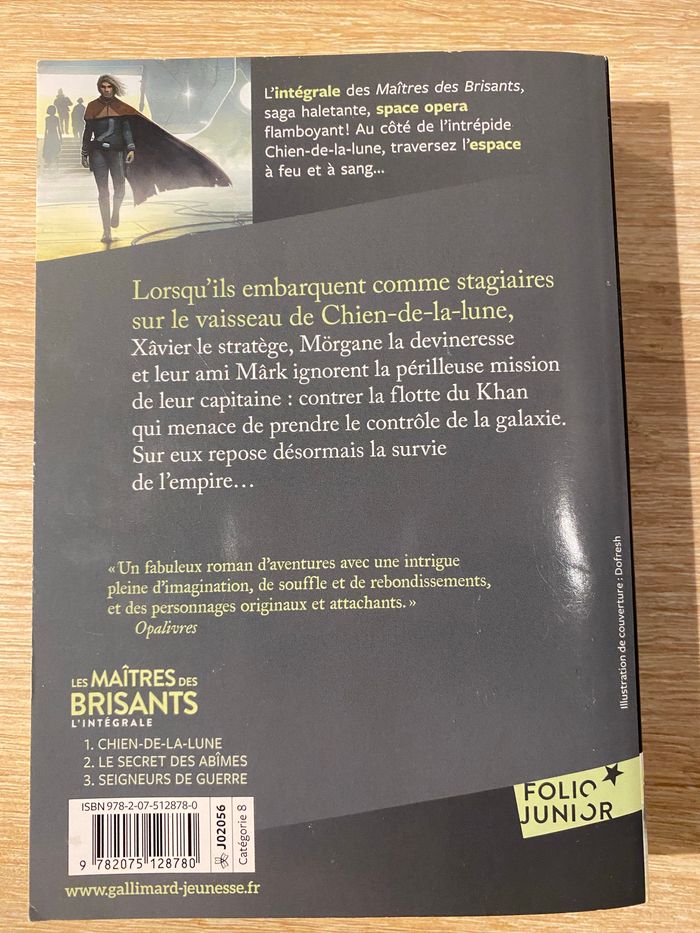 L'intégrale des Maîtres des Brisants,
saga haletante, space opera
flamboyant! Au côté de l'intrépide
Chien-de-la-lune, traversez l'espace
à feu et à sang...
Lorsqu'ils embarquent comme stagiaires
sur le vaisseau de Chien-de-la-lune,
Xâvier le stratège, Mörgane la devineresse
et leur ami Mârk ignorent la périlleuse mission
de leur capitaine : contrer la flotte du Khan
qui menace de prendre le contrôle de la galaxie.
Sur eux repose désormais la survie
de l'empire...
« Un fabuleux roman d'aventures avec une intrigue
pleine d'imagination, de souffle et de rebondissements,
et des personnages originaux et attachants. »
Opalivres
Illustration de couverture : Dofresh
LES MAÎTRES DES
BRISANTS
L'INTÉGRALE
1. CHIEN-DE-LA-LUNE
2. LE SECRET DES ABÎMES
3. SEIGNEURS DE GUERRE
ISBN 978-2-07-512878-0
9 782075 128780
J02056
Catégorie 8
FOLIO
JUNIOR
www.gallimard-jeunesse.fr